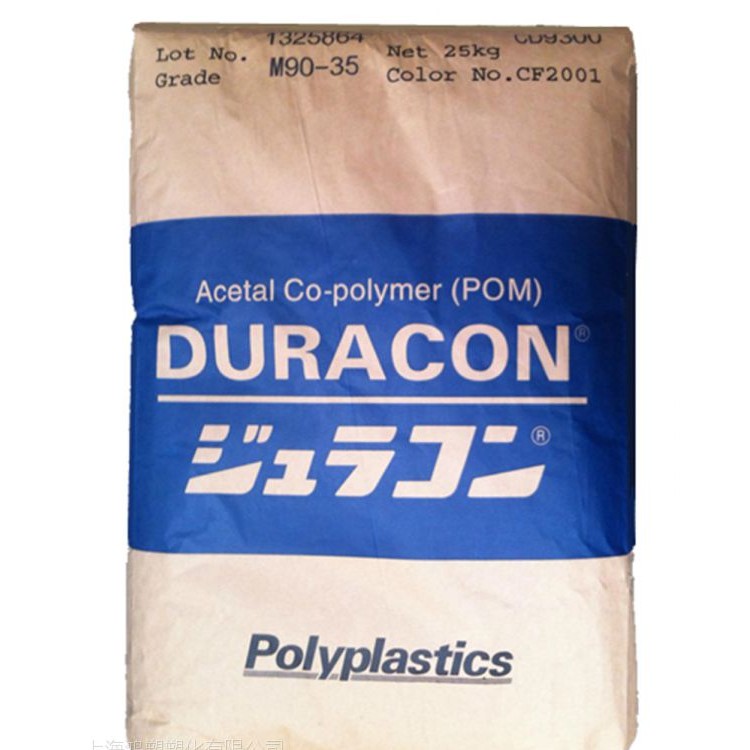 Lot No. 1325864 Net 25kg CD9300
Grade M90-35 Color No.CF2001
Acetal Co-polymer (POM)
DURACON®
ジュラコン®
Polyplastics